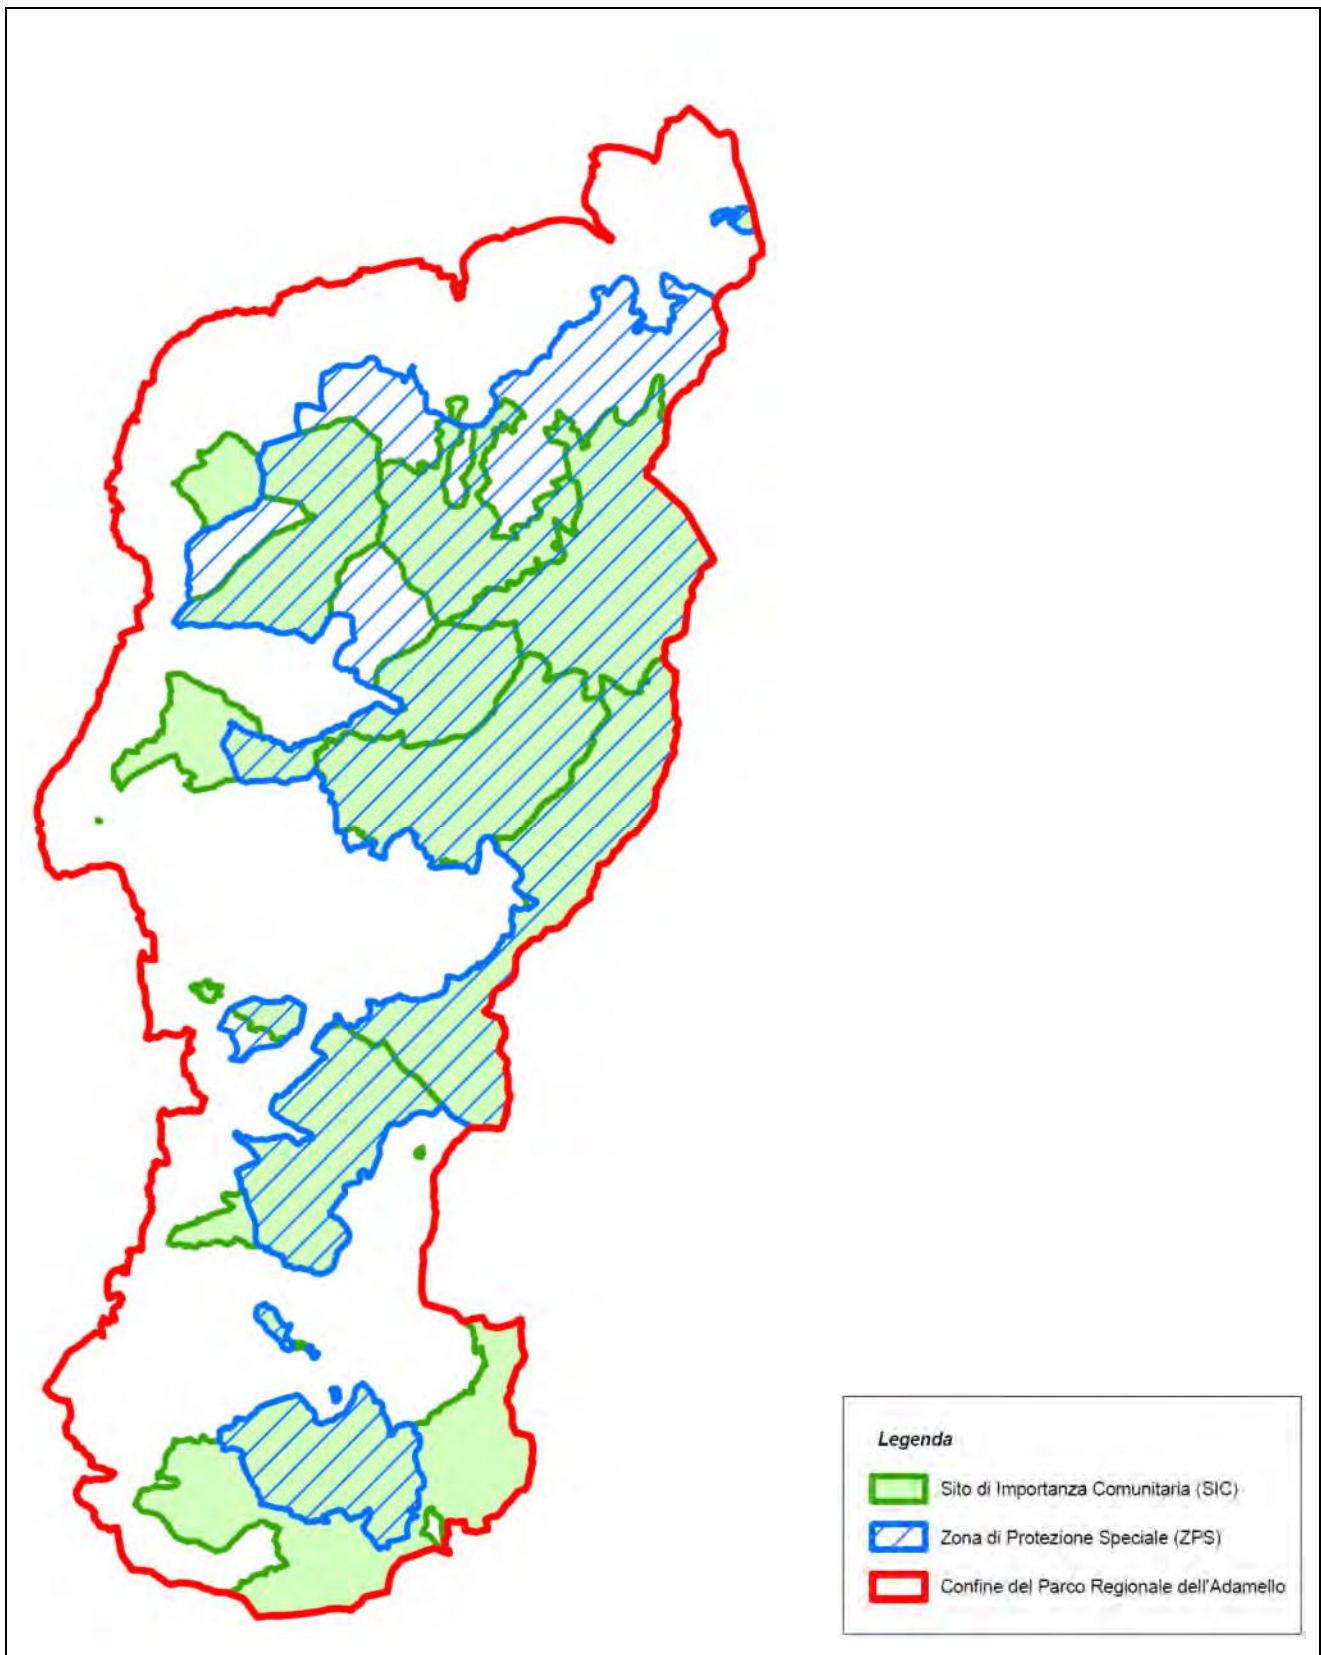 Legenda
Sito di Importanza Comunitaria (SIC)
Zona di Protezione Speciale (ZPS)
Confine del Parco Regionale dell'Adamello